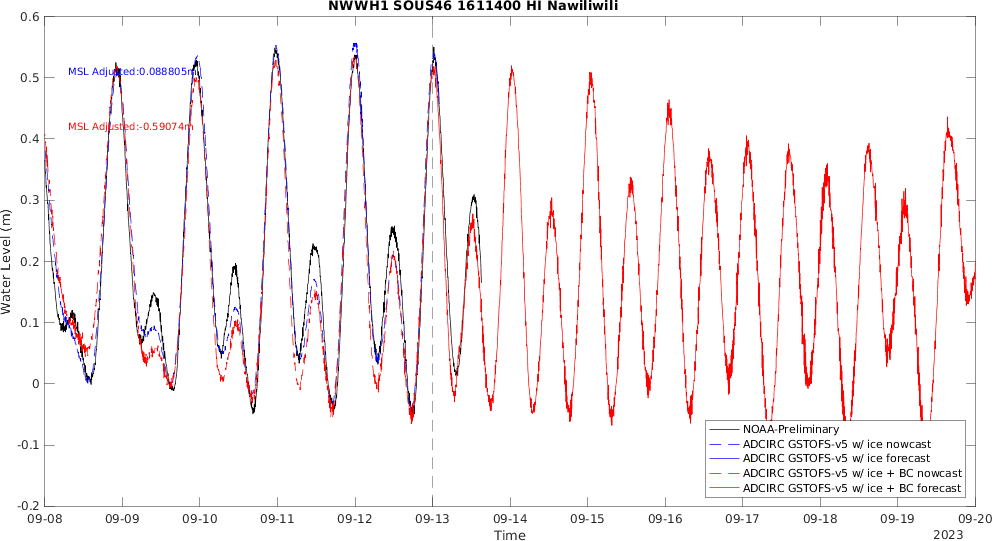 NWWH1 SOUS46 1611400 HI Nawiliwili
0.6
0.5
0.4
0.3
0.2
0.1
0
-0.1
-0.2
Water Level (m)
MSL Adjusted:0.088805m
MSL Adjusted:-0.59074m
NOAA-Preliminary
ADCIRC GSTOFS-v5 w/ ice nowcast
ADCIRC GSTOFS-v5 w/ ice forecast
ADCIRC GSTOFS-v5 w/ ice + BC nowcast
ADCIRC GSTOFS-v5 w/ ice + BC forecast
09-08 09-09 09-10 09-11 09-12 09-13 09-14 09-15 09-16 09-17 09-18 09-19 09-20
Time
2023